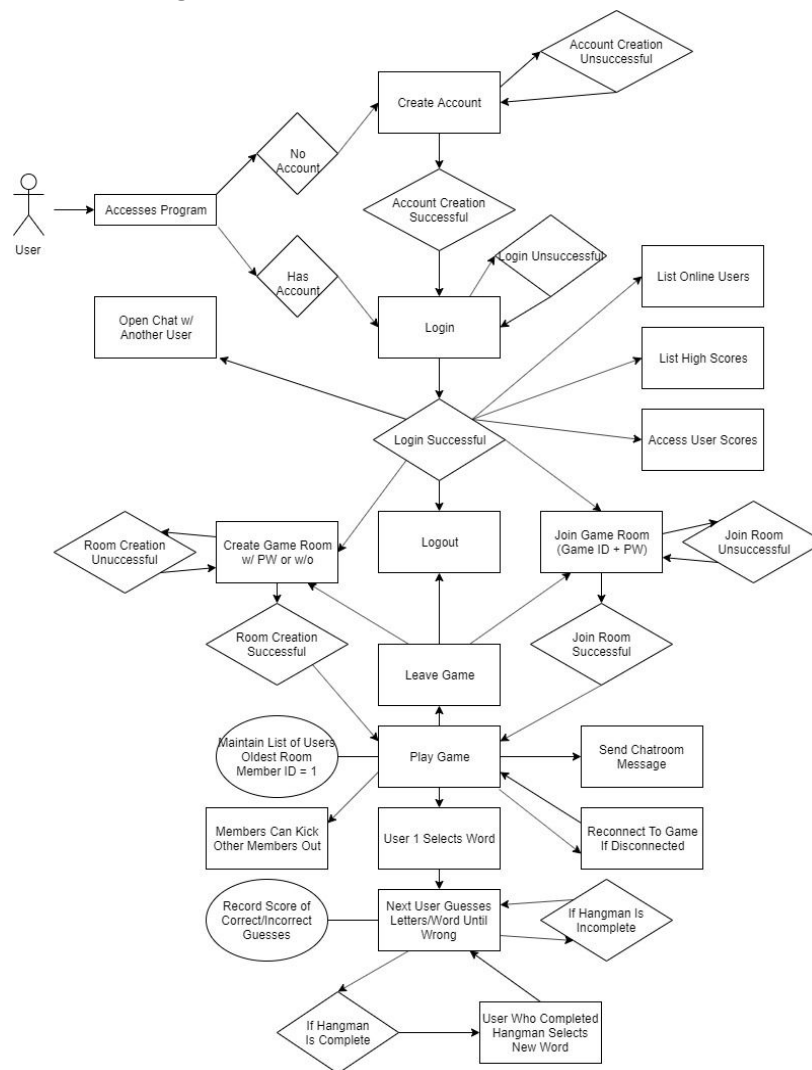 Account Creation
Unsuccessful
Create Account
No
Account
Account Creation
Successful
Accesses Program
User
Has
Account
Login Unsuccessful
List Online Users
Open Chat w/
Another User
Login
List High Scores
Login Successful
Access User Scores
Room Creation
Unuccessful
Create Game Room
w/ PW or w/o
Logout
Join Game Room
(Game ID + PW)
Join Room
Unsuccessful
Room Creation
Successful
Join Room
Successful
Leave Game
Maintain List of Users
Oldest Room
Member ID = 1
Play Game
Send Chatroom
Message
Members Can Kick
Other Members Out
User 1 Selects Word
Reconnect To Game
If Disconnected
Record Score of
Correct/Incorrect
Guesses
Next User Guesses
Letters/Word Until
Wrong
If Hangman Is
Incomplete
If Hangman
Is Complete
User Who Completed
Hangman Selects
New Word